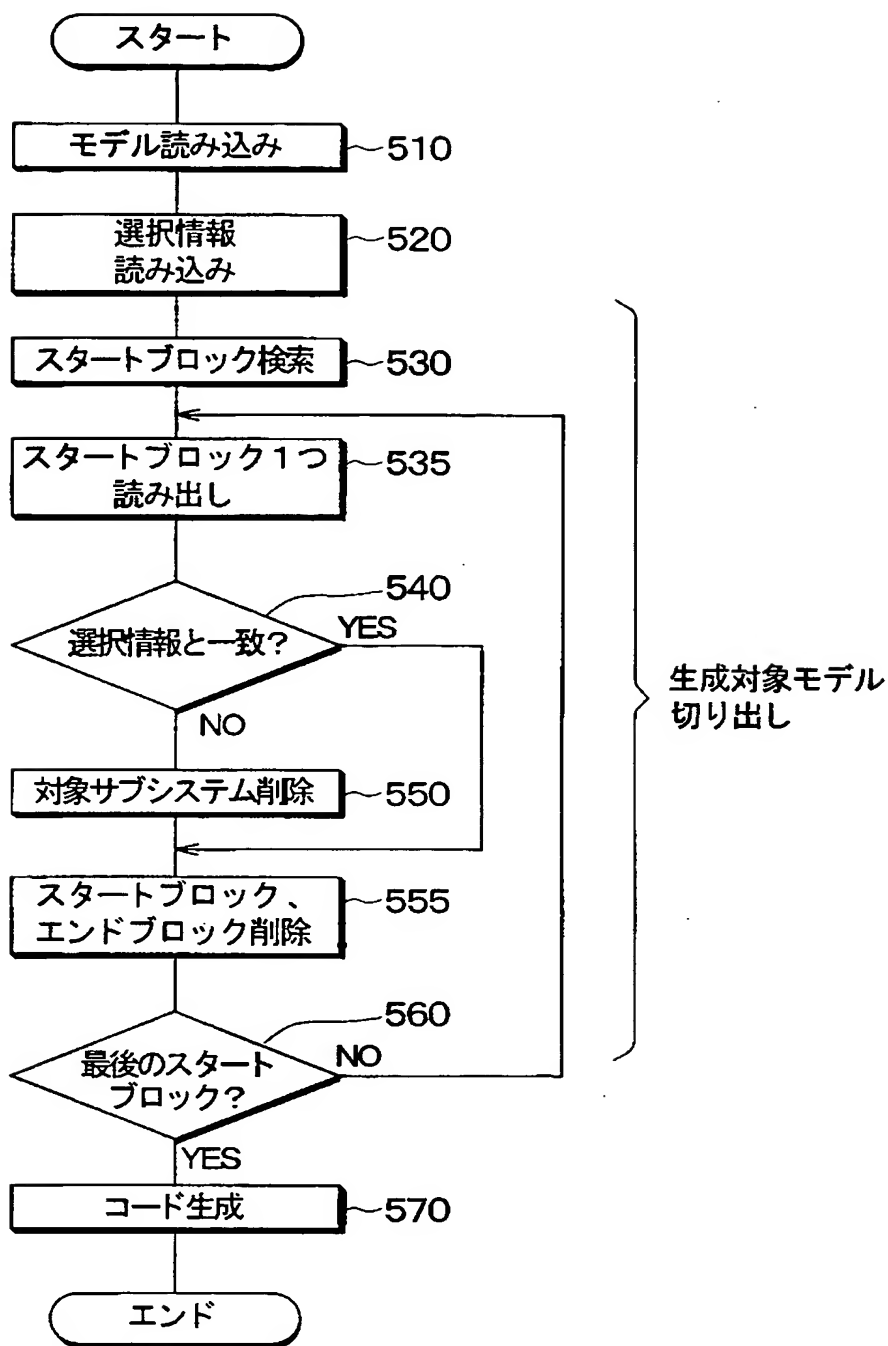 スタート
モデル読み込み
510
選択情報
読み込み
520
スタートブロック検索
530
スタートブロック１つ
読み出し
535
540
選択情報と一致？
YES
NO
対象サブシステム削除
550
スタートブロック、
エンドブロック削除
555
560
最後のスタート
ブロック？
NO
YES
コード生成
570
エンド
生成対象モデル
切り出し